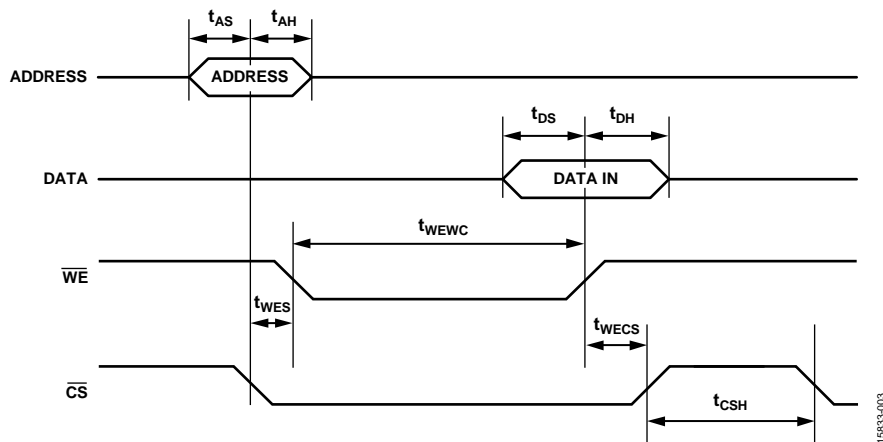 tAS
tAH
ADDRESS
ADDRESS
tDS
tDH
DATA
DATA IN
tWEWC
WE
tWES
tWECS
CS
tCSH
15833-003